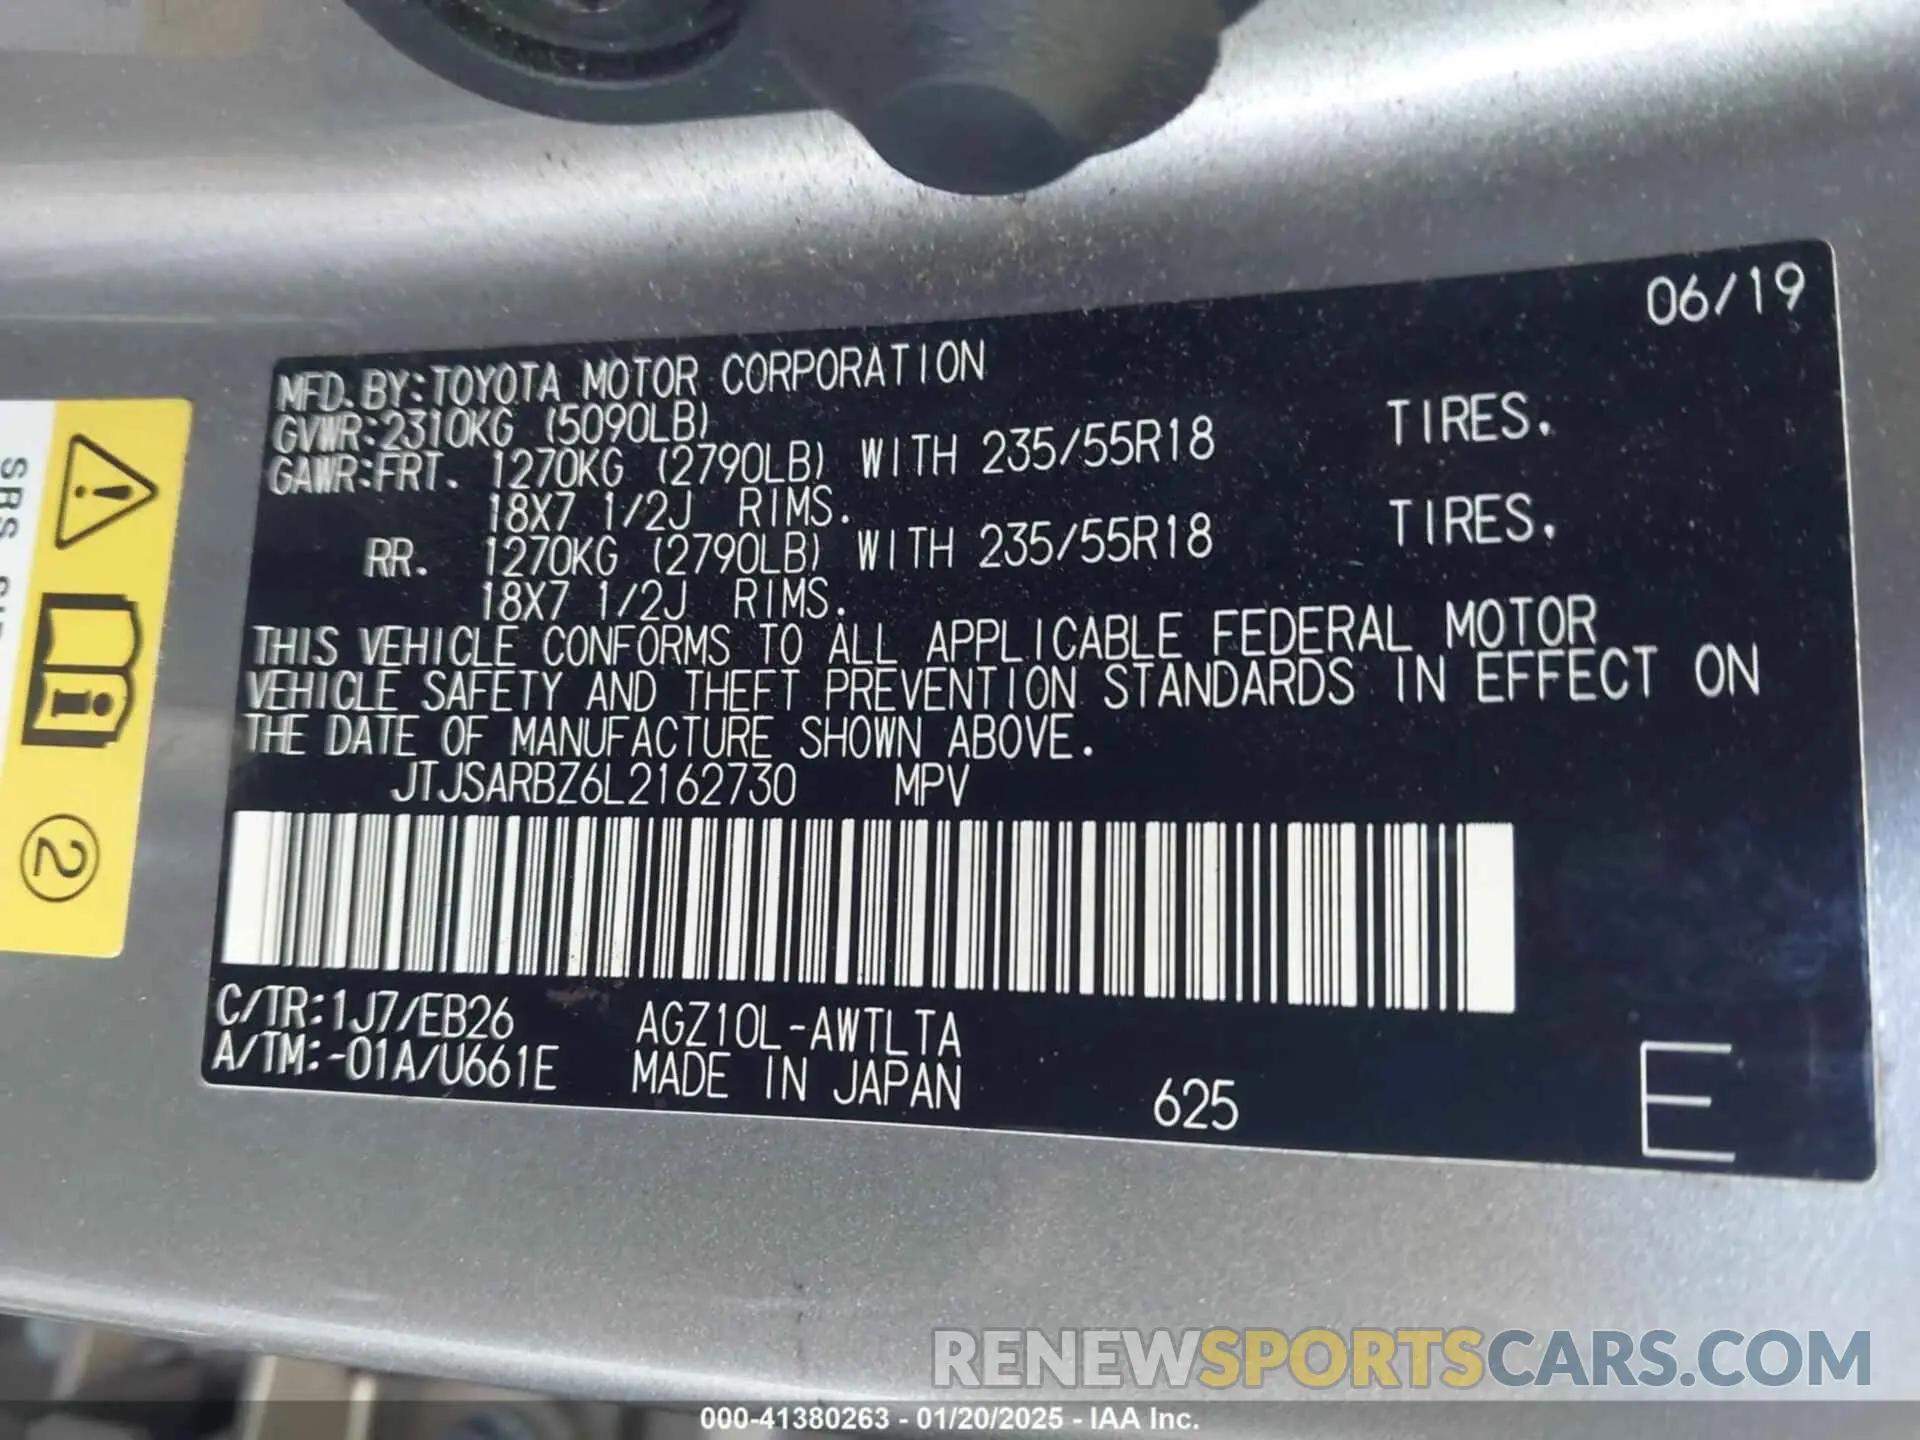 06/19
MFD. BY:TOYOTA MOTOR CORPORATION
GVWR:2310KG (5090LB)
GAWR:FRT. 1270KG (2790LB) WITH 235/55R18 TIRES.
18X7 1/2J RIMS.
RR. 1270KG (2790LB) WITH 235/55R18 TIRES.
18X7 1/2J RIMS.
THIS VEHICLE CONFORMS TO ALL APPLICABLE FEDERAL MOTOR
VEHICLE SAFETY AND THEFT PREVENTION STANDARDS IN EFFECT ON
THE DATE OF MANUFACTURE SHOWN ABOVE.
JTJSARBZ6L2162730 MPV
C/TR:1J7/EB26 AGZ10L-AWTLTA
A/TM:-01A/U661E MADE IN JAPAN 625 E
SRS
2
RENEWSPORTSCARS.COM
000-41380263 - 01/20/2025 - IAA Inc.